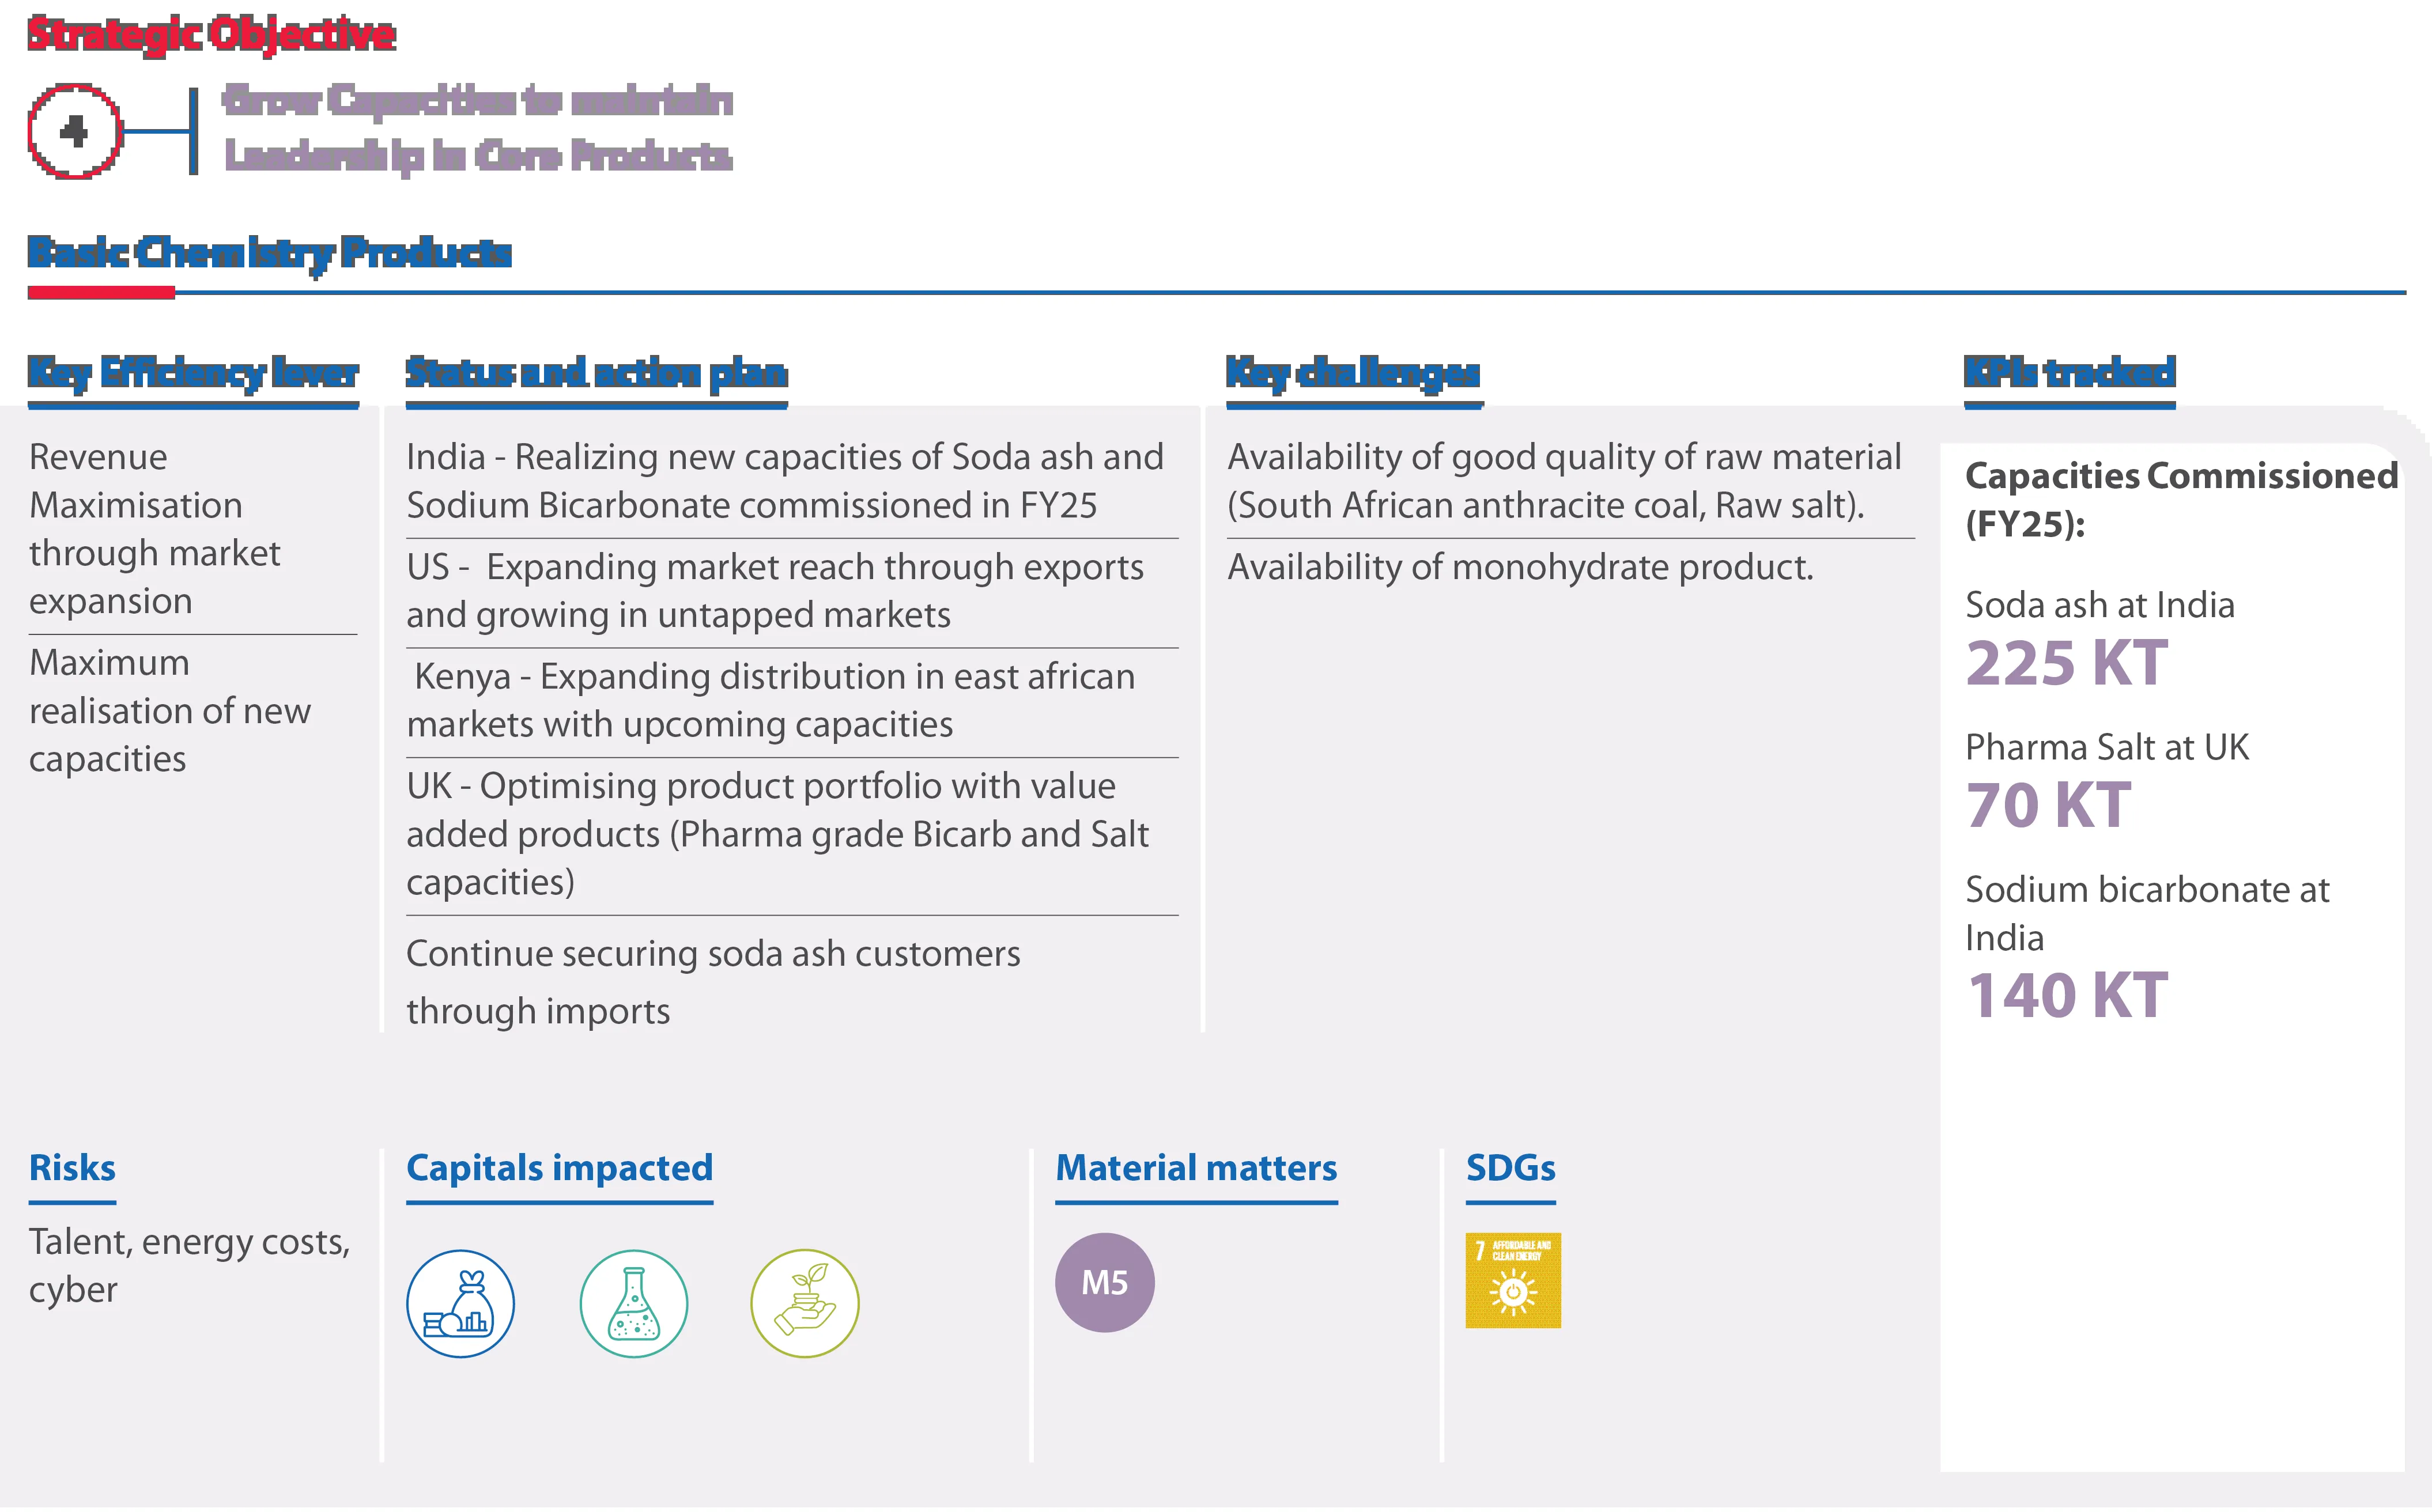 Strategic Objective
4
Grow Capacities to maintain
Leadership in Core Products
Basic Chemistry Products
Key Efficiency lever
Revenue
Maximisation
through market
expansion
Maximum
realisation of new
capacities
Status and action plan
India - Realizing new capacities of Soda ash and
Sodium Bicarbonate commissioned in FY25
US -  Expanding market reach through exports
and growing in untapped markets
Kenya - Expanding distribution in east african
markets with upcoming capacities
UK - Optimising product portfolio with value
added products (Pharma grade Bicarb and Salt
capacities)
Continue securing soda ash customers
through imports
Key challenges
Availability of good quality of raw material
(South African anthracite coal, Raw salt).
Availability of monohydrate product.
KPIs tracked
Capacities Commissioned
(FY25):
Soda ash at India
225 KT
Pharma Salt at UK
70 KT
Sodium bicarbonate at
India
140 KT
Risks
Talent, energy costs,
cyber
Capitals impacted
Material matters
M5
SDGs
7 AFFORDABLE AND
CLEAN ENERGY